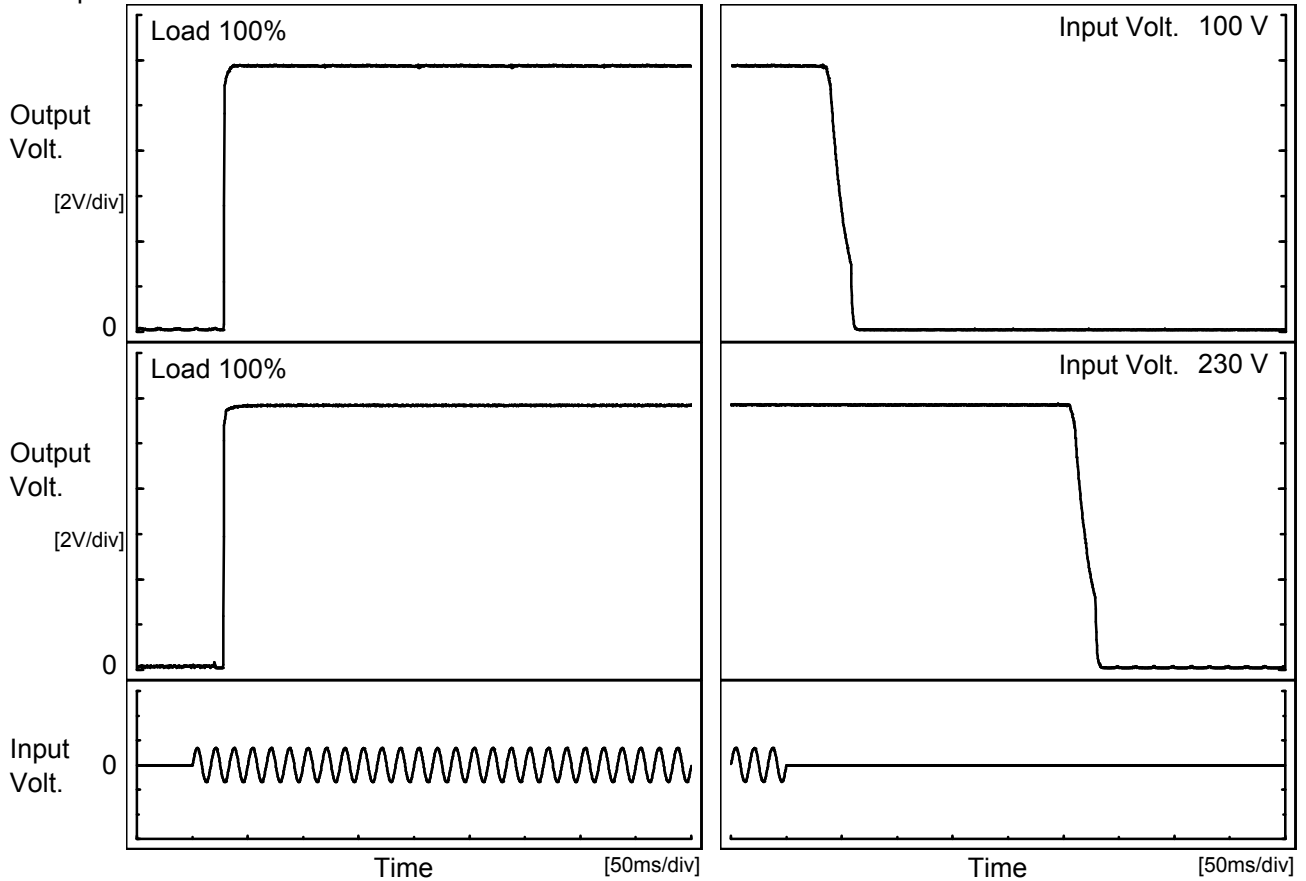 Load 100%
Input Volt. 100 V
Output
Volt.
[2V/div]
0
Load 100%
Input Volt. 230 V
Output
Volt.
[2V/div]
0
Input
Volt.
0
Time
[50ms/div]
Time
[50ms/div]